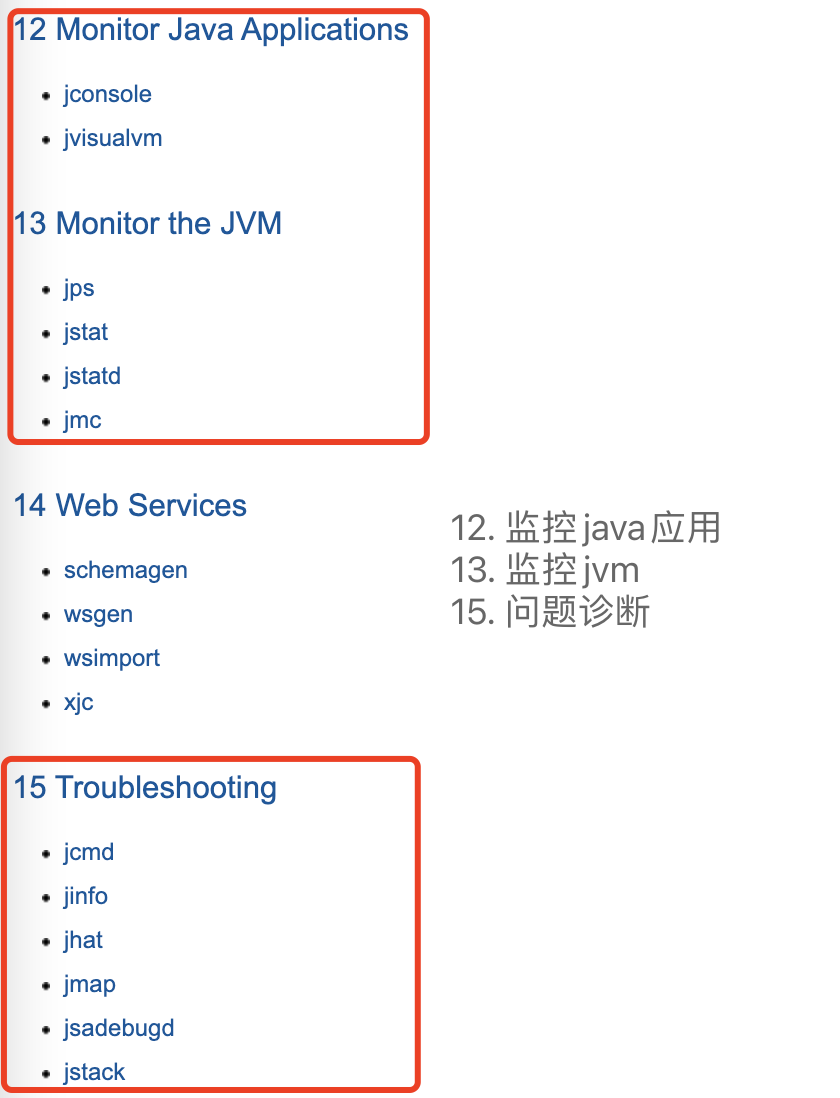 12 Monitor Java Applications
• jconsole
• jvisualvm
13 Monitor the JVM
• jps
• jstat
• jstatd
• jmc
14 Web Services
• schemagen
• wsgen
• wsimport
• xjc
12. 监控java应用
13. 监控jvm
15. 问题诊断
15 Troubleshooting
• jcmd
• jinfo
• jhat
• jmap
• jsadebugd
• jstack